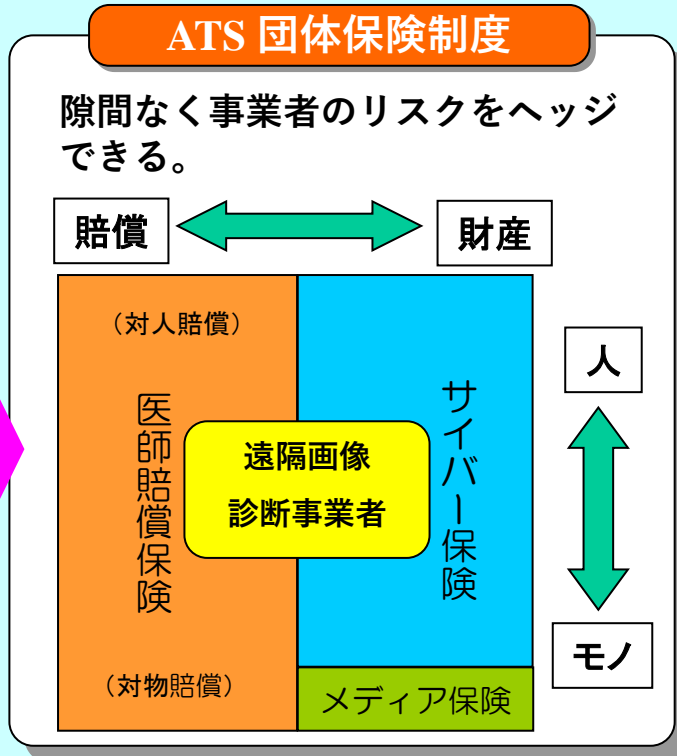 ATS 団体保険制度
隙間なく事業者のリスクをヘッジ
できる。
賠償
財産
(対人賠償)
人
医師賠償保険
遠隔画像
診断事業者
サイバー保険
モノ
(対物賠償)
メディア保険